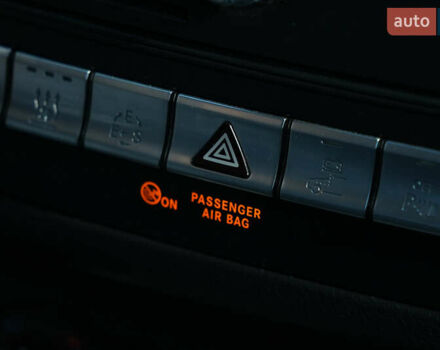 auto
ON
PASSENGER
AIR BAG